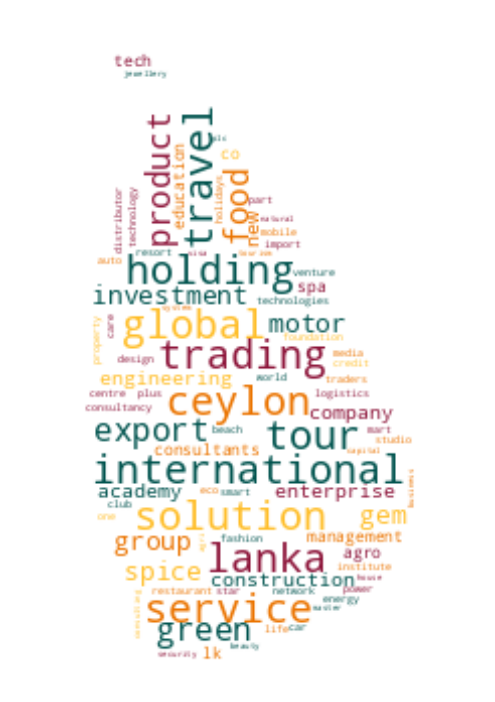 tech
jewellery
product
travel
plc
education
co
food
holidays
part
distributor
technology
new
natural
mobile
import
resort
visa
tourism
auto
holding
venture
investment
technologies
system
property
care
global
motor
foundation
trading
design
media
credit
engineering
world
traders
centre plus
ceylon
logistics
consultancy
company
export
beach
tour
mart
studio
consultants
capital
international
business
academy
eco
smart
enterprise
club
one
solution
gem
group
agri
fashion
management
lanka
agro
spice
construction
institute
house
restaurant
star
network
power
consulting
service
energy
master
green
life
car
beauty
security
lk